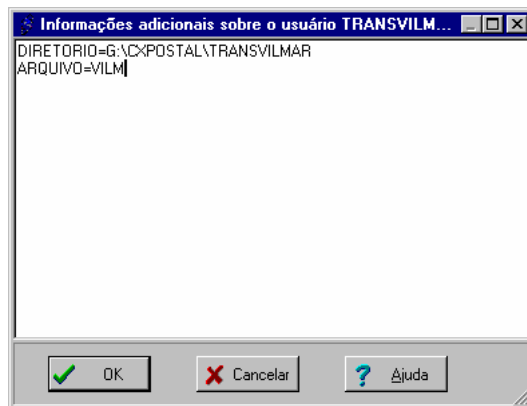 Informações adicionais sobre o usuário TRANSVILM...
DIRETORIO=G:\CXPOSTAL\TRANSVILMAR
ARQUIVO=VILM
OK
Cancelar
Ajuda